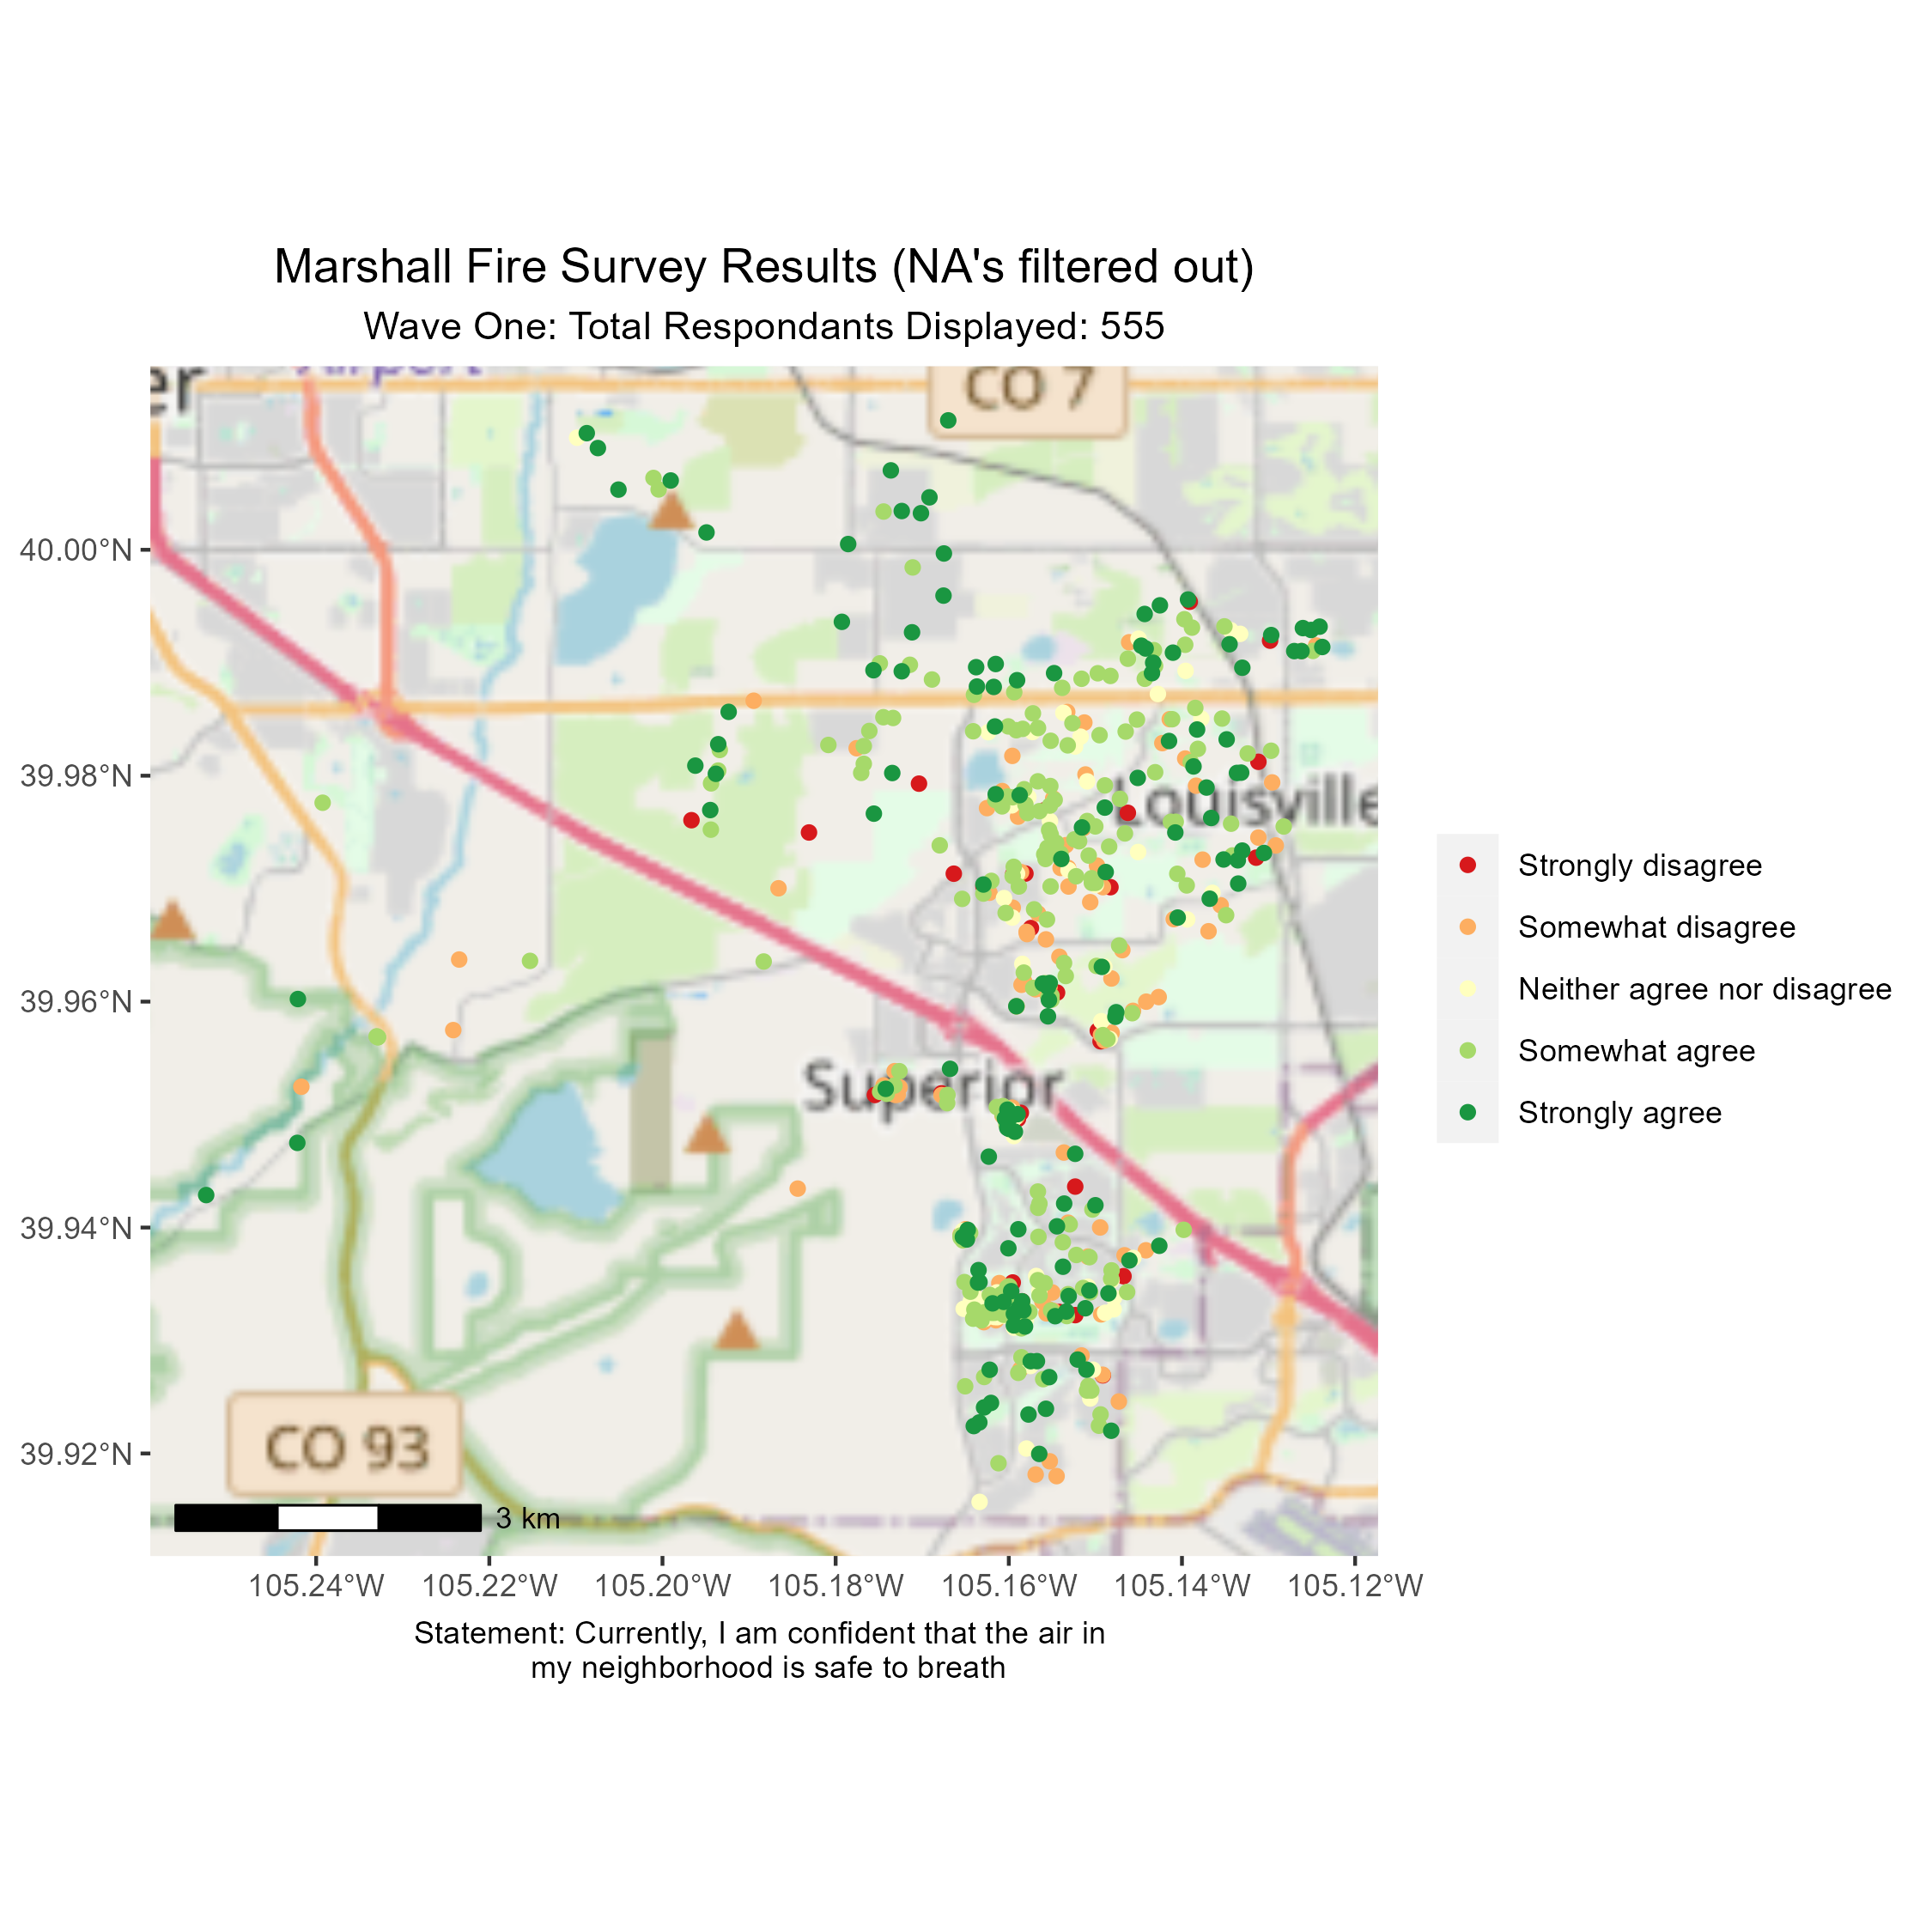 Marshall Fire Survey Results (NA's filtered out)
Wave One: Total Respondants Displayed: 555
er
Airport
CO 7
40.00°N
39.98°N
39.96°N
39.94°N
39.92°N
Louisville
Superior
CO 93
3 km
105.24°W 105.22°W 105.20°W 105.18°W 105.16°W 105.14°W 105.12°W
Statement: Currently, I am confident that the air in
my neighborhood is safe to breath
Strongly disagree
Somewhat disagree
Neither agree nor disagree
Somewhat agree
Strongly agree